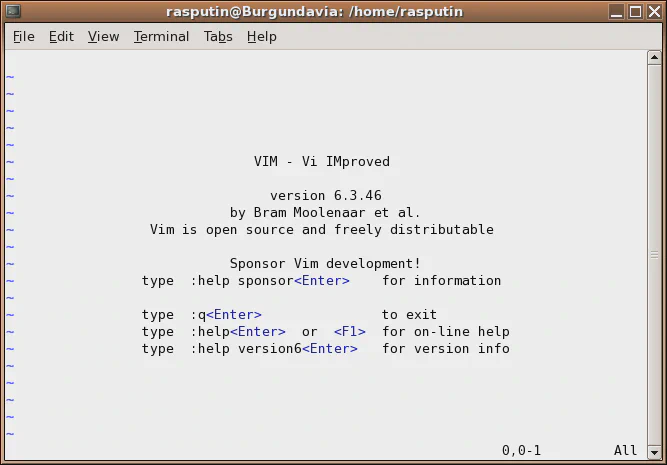 rasputin@Burgundavia: /home/rasputin
File Edit View Terminal Tabs Help
~
~
~
~
~
~ VIM - Vi IMproved
~
~ version 6.3.46
~ by Bram Moolenaar et al.
~ Vim is open source and freely distributable
~
~ Sponsor Vim development!
~ type :help sponsor<Enter> for information
~
~ type :q<Enter> to exit
~ type :help<Enter> or <F1> for on-line help
~ type :help version6<Enter> for version info
~
~
~
~
~
0,0-1 All